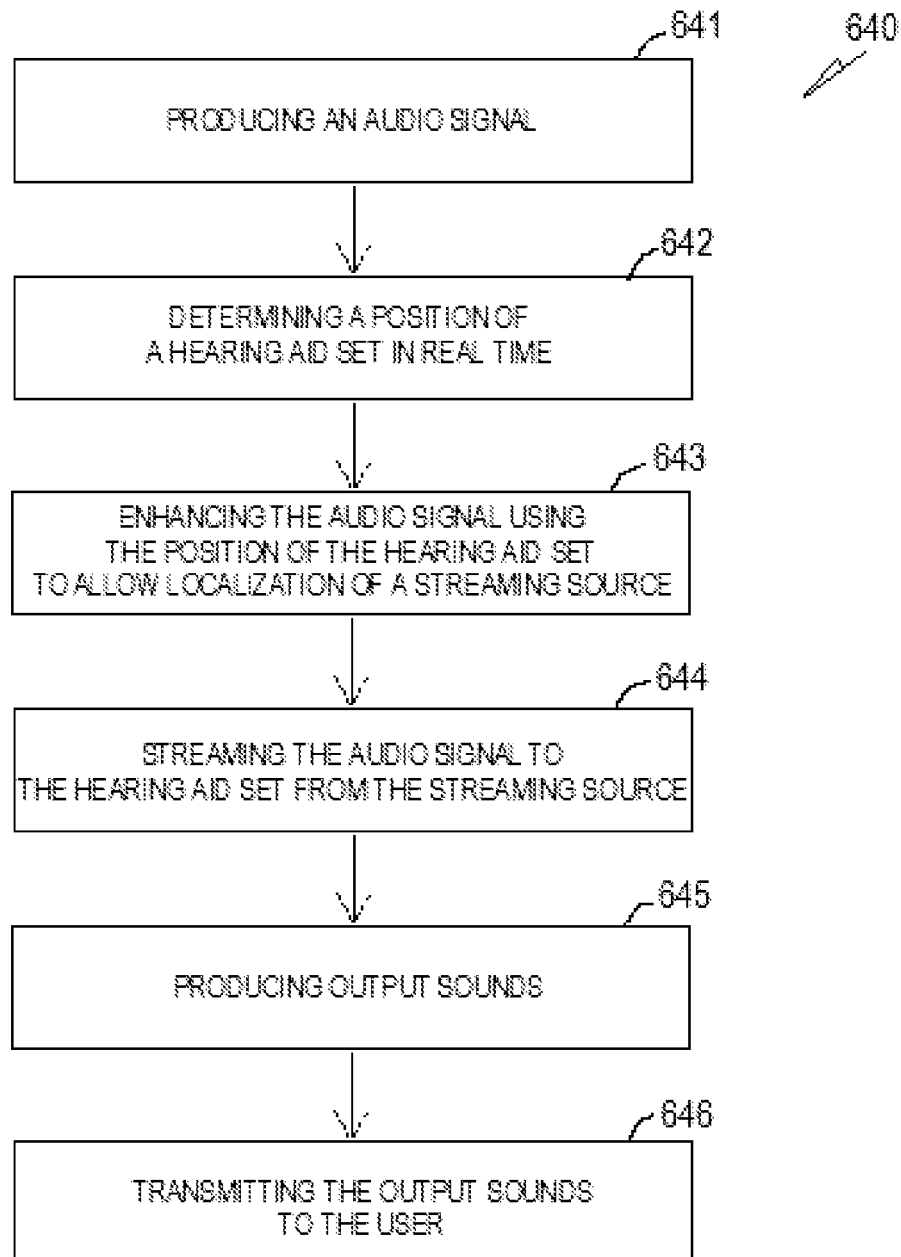 640
641
PRODUCING AN AUDIO SIGNAL
642
DETERMINING A POSITION OF
A HEARING AID SET IN REAL TIME
643
ENHANCING THE AUDIO SIGNAL USING
THE POSITION OF THE HEARING AID SET
TO ALLOW LOCALIZATION OF A STREAMING SOURCE
644
STREAMING THE AUDIO SIGNAL TO
THE HEARING AID SET FROM THE STREAMING SOURCE
645
PRODUCING OUTPUT SOUNDS
646
TRANSMITTING THE OUTPUT SOUNDS
TO THE USER